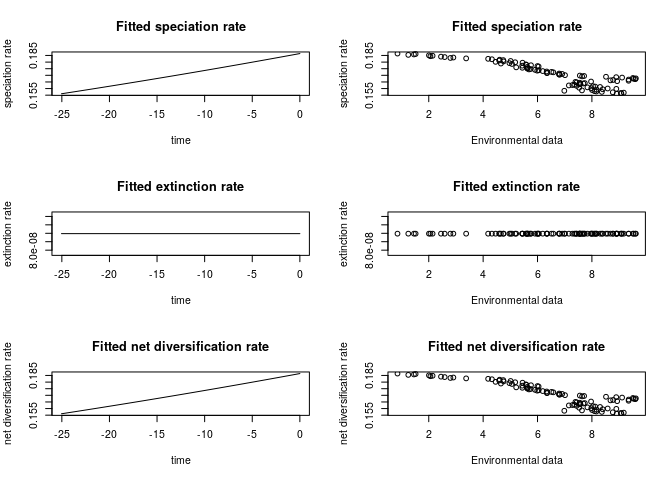 Fitted speciation rate
speciation rate
0.155 0.185
-25 -20 -15 -10 -5 0
time
Fitted speciation rate
speciation rate
0.155 0.185
2 4 6 8
Environmental data
Fitted extinction rate
extinction rate
8.0e-08
-25 -20 -15 -10 -5 0
time
Fitted extinction rate
extinction rate
8.0e-08
2 4 6 8
Environmental data
Fitted net diversification rate
net diversification rate
0.155 0.185
-25 -20 -15 -10 -5 0
time
Fitted net diversification rate
net diversification rate
0.155 0.185
2 4 6 8
Environmental data